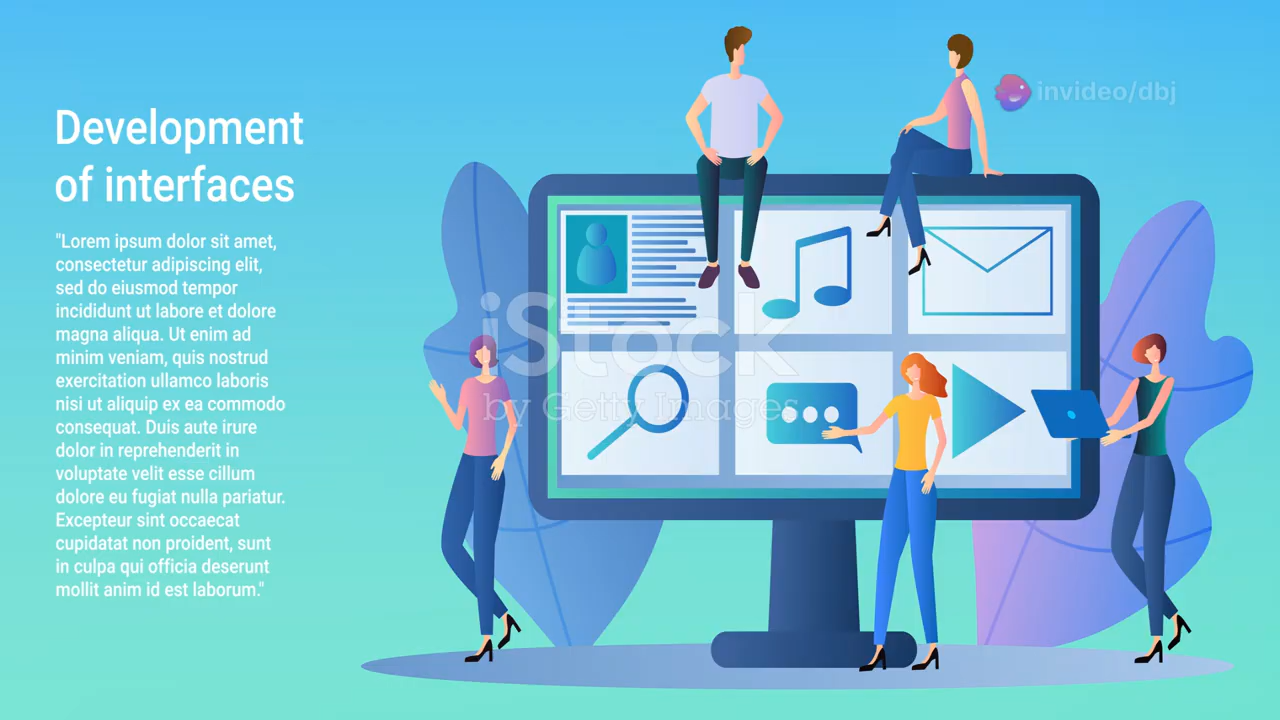 Development
of interfaces
"Lorem ipsum dolor sit amet,
consectetur adipiscing elit,
sed do eiusmod tempor
incididunt ut labore et dolore
magna aliqua. Ut enim ad
minim veniam, quis nostrud
exercitation ullamco laboris
nisi ut aliquip ex ea commodo
consequat. Duis aute irure
dolor in reprehenderit in
voluptate velit esse cillum
dolore eu fugiat nulla pariatur.
Excepteur sint occaecat
cupidatat non proident, sunt
in culpa qui officia deserunt
mollit anim id est laborum."
invideo/dbj
iStock
by Getty Images